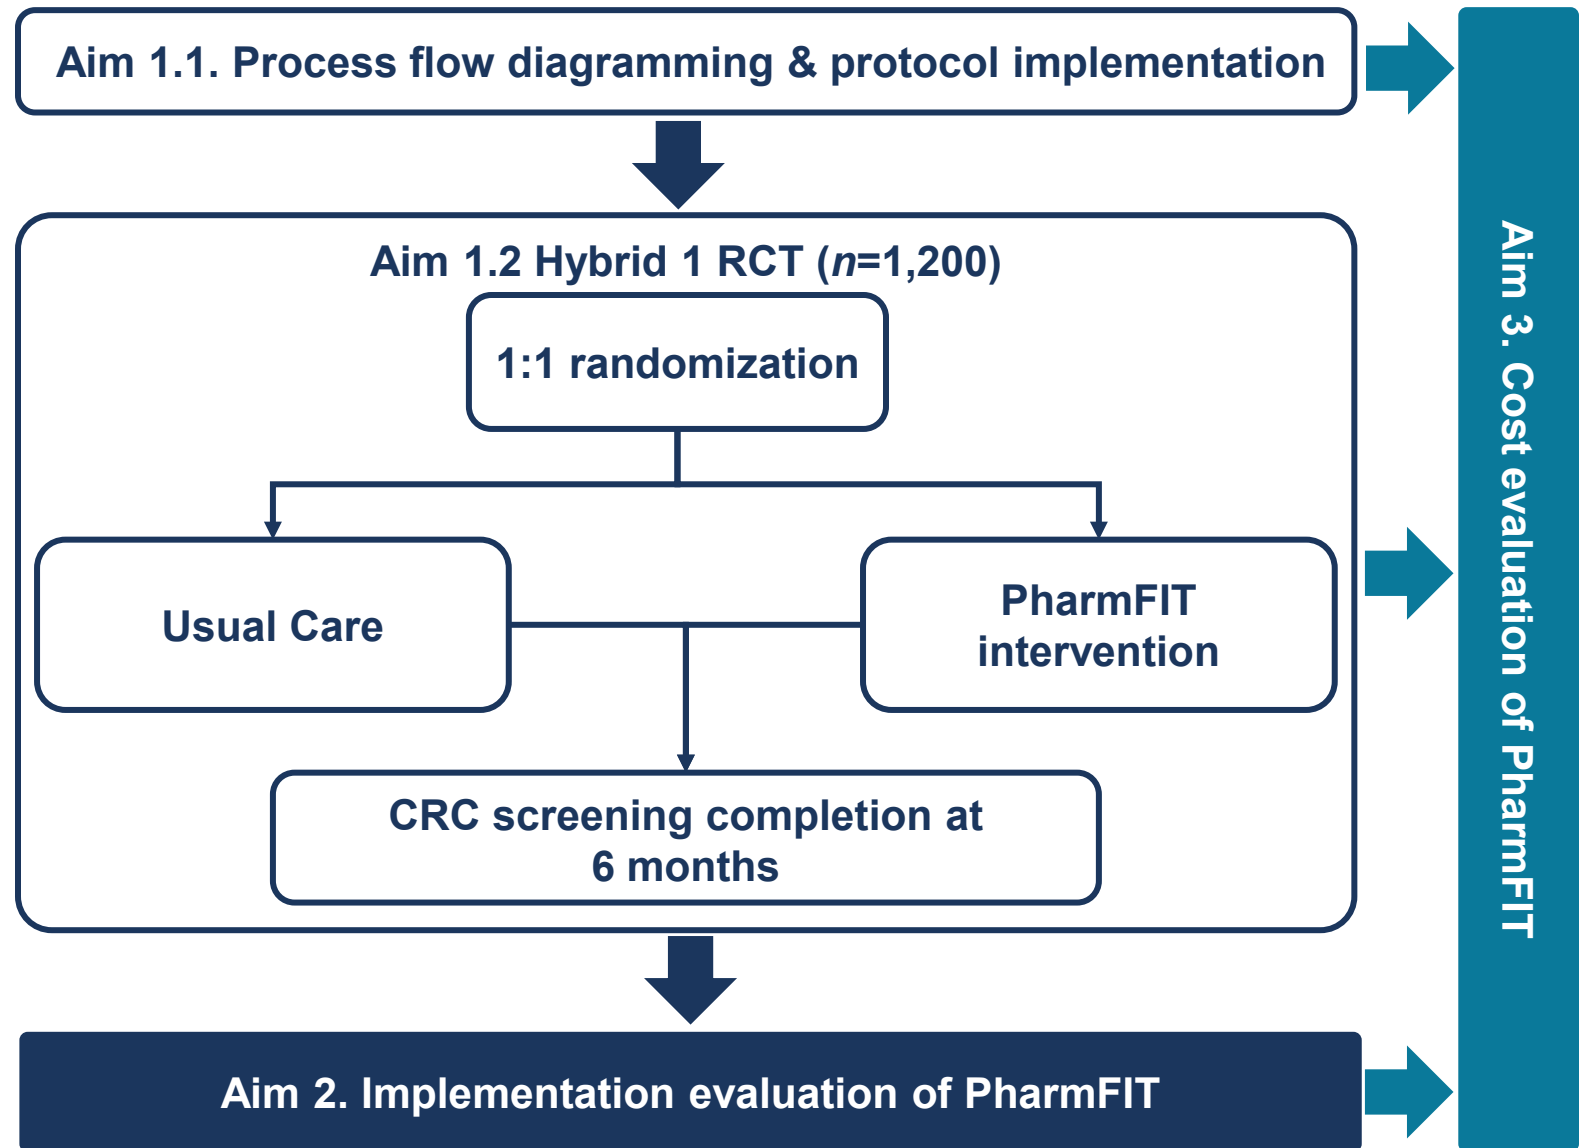 Aim 1.1. Process flow diagramming & protocol implementation
Aim 1.2 Hybrid 1 RCT (n=1,200)
1:1 randomization
Usual Care
PharmFIT
intervention
CRC screening completion at
6 months
Aim 2. Implementation evaluation of PharmFIT
Aim 3. Cost evaluation of PharmFIT